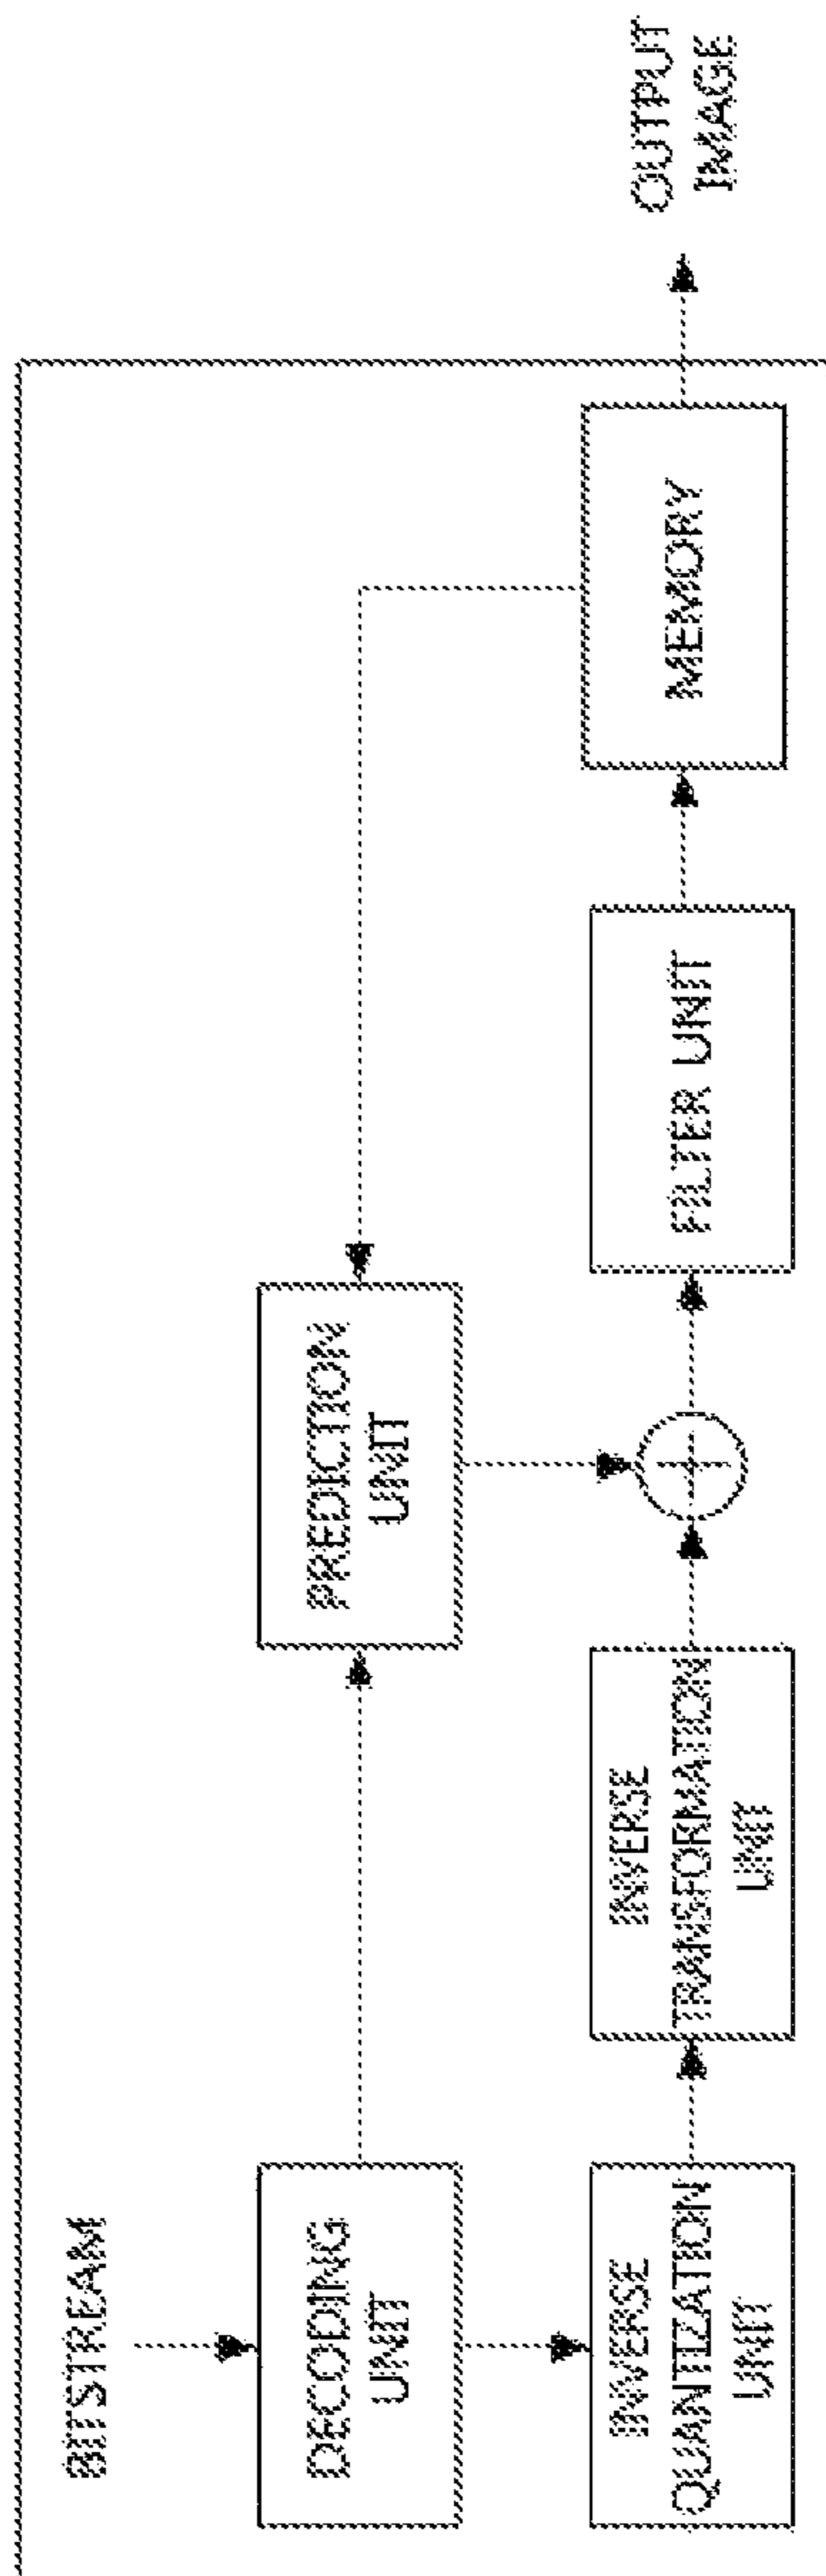 BITSTREAM
DECODING
UNIT
PREDICTION
UNIT
INVERSE
QUANTIZATION
UNIT
INVERSE
TRANSFORMATION
UNIT
FILTER UNIT
MEMORY
OUTPUT
IMAGE